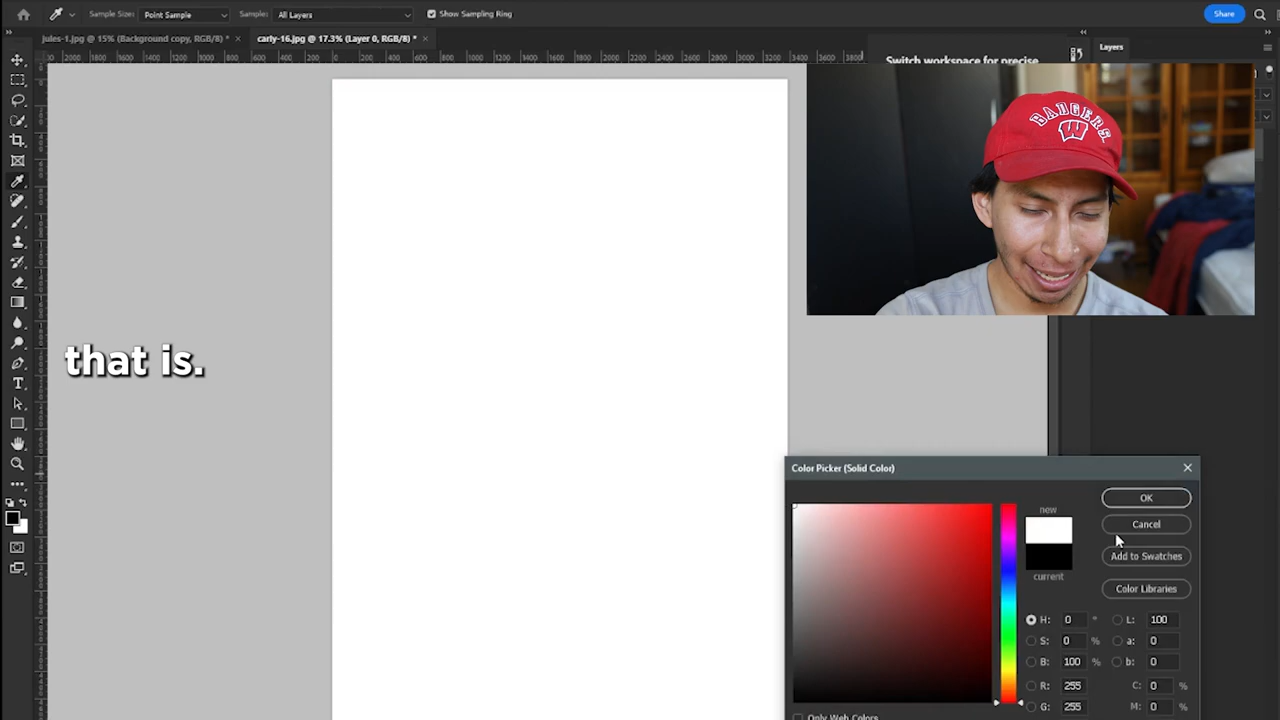 Sample Size: Point Sample Sample: All Layers Show Sampling Ring Share
Jules-1.jpg @ 15% (Background copy, RGB/8) * × carly-16.jpg @ 17.3% (Layer 0, RGB/8) * ×
Layers
Switch workspace for precise
BADGERS
W
that is.
Color Picker (Solid Color)
new
OK
Cancel
Add to Swatches
current
Color Libraries
H: 0 ° L: 100
S: 0 % a: 0
B: 100 % b: 0
R: 255 C: 0 %
G: 255 M: 0 %
Only Web Colors